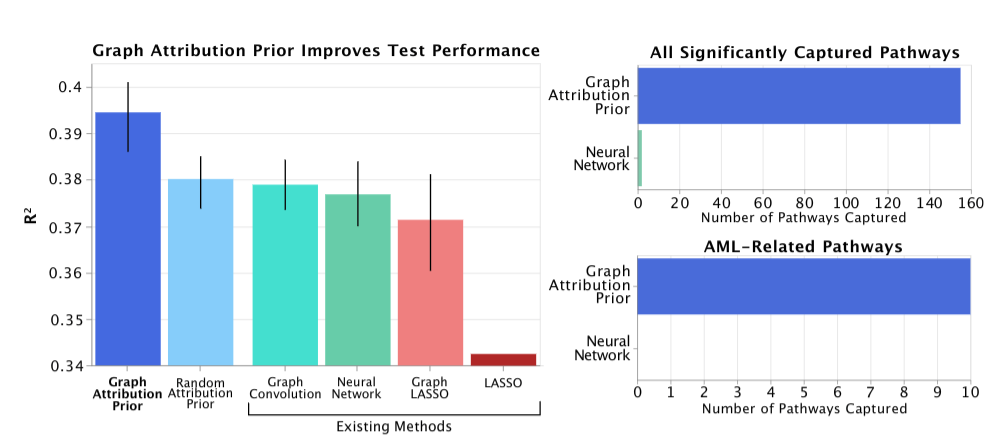 Graph Attribution Prior Improves Test Performance
0.4
0.39
0.38
0.37
0.36
0.35
0.34
R²
Graph
Attribution
Prior
Random
Attribution
Prior
Graph
Convolution
Neural
Network
Graph
LASSO
LASSO
Existing Methods
All Significantly Captured Pathways
Graph
Attribution
Prior
Neural
Network
0 20 40 60 80 100 120 140 160
Number of Pathways Captured
AML-Related Pathways
Graph
Attribution
Prior
Neural
Network
0 1 2 3 4 5 6 7 8 9 10
Number of Pathways Captured